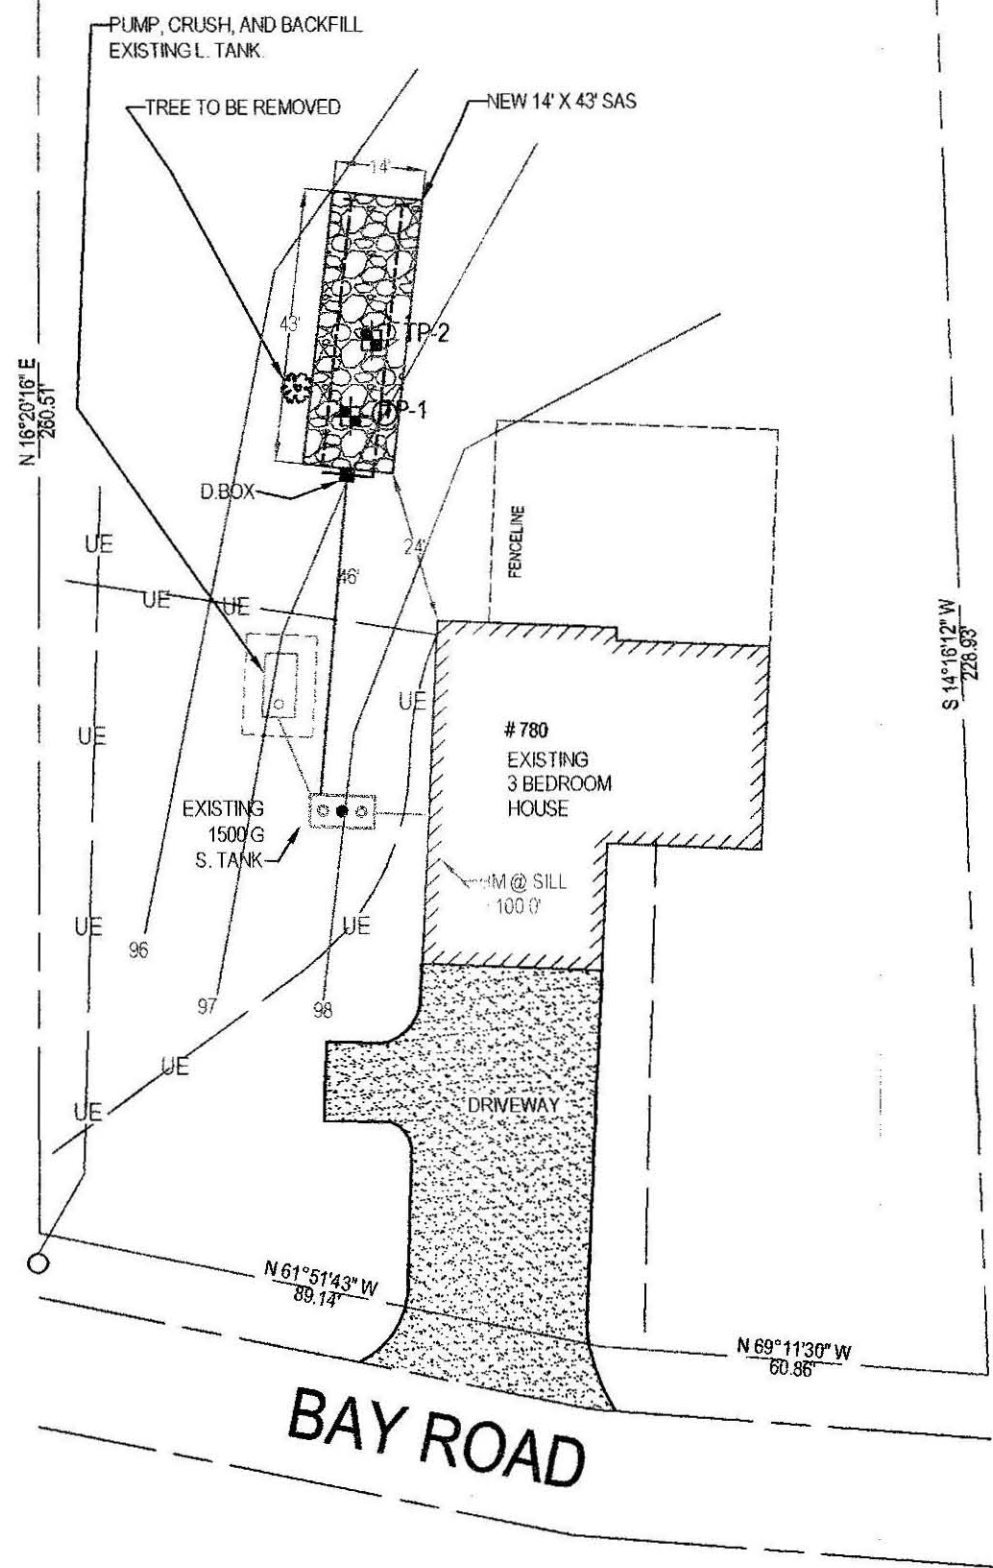 PUMP, CRUSH, AND BACKFILL
EXISTING L. TANK
TREE TO BE REMOVED
NEW 14' X 43' SAS
14'
43'
TP-2
TP-1
N 16°20'16" E
260.51'
D.BOX
24'
46'
FENCELINE
S 14°16'12" W
228.93'
UE
UE
UE
UE
UE
# 780
EXISTING
3 BEDROOM
HOUSE
EXISTING
1500 G
S. TANK
@ SILL
100.0'
UE
UE
96
97
98
UE
UE
DRIVEWAY
N 61°51'43" W
89.14'
N 69°11'30" W
60.86'
BAY ROAD